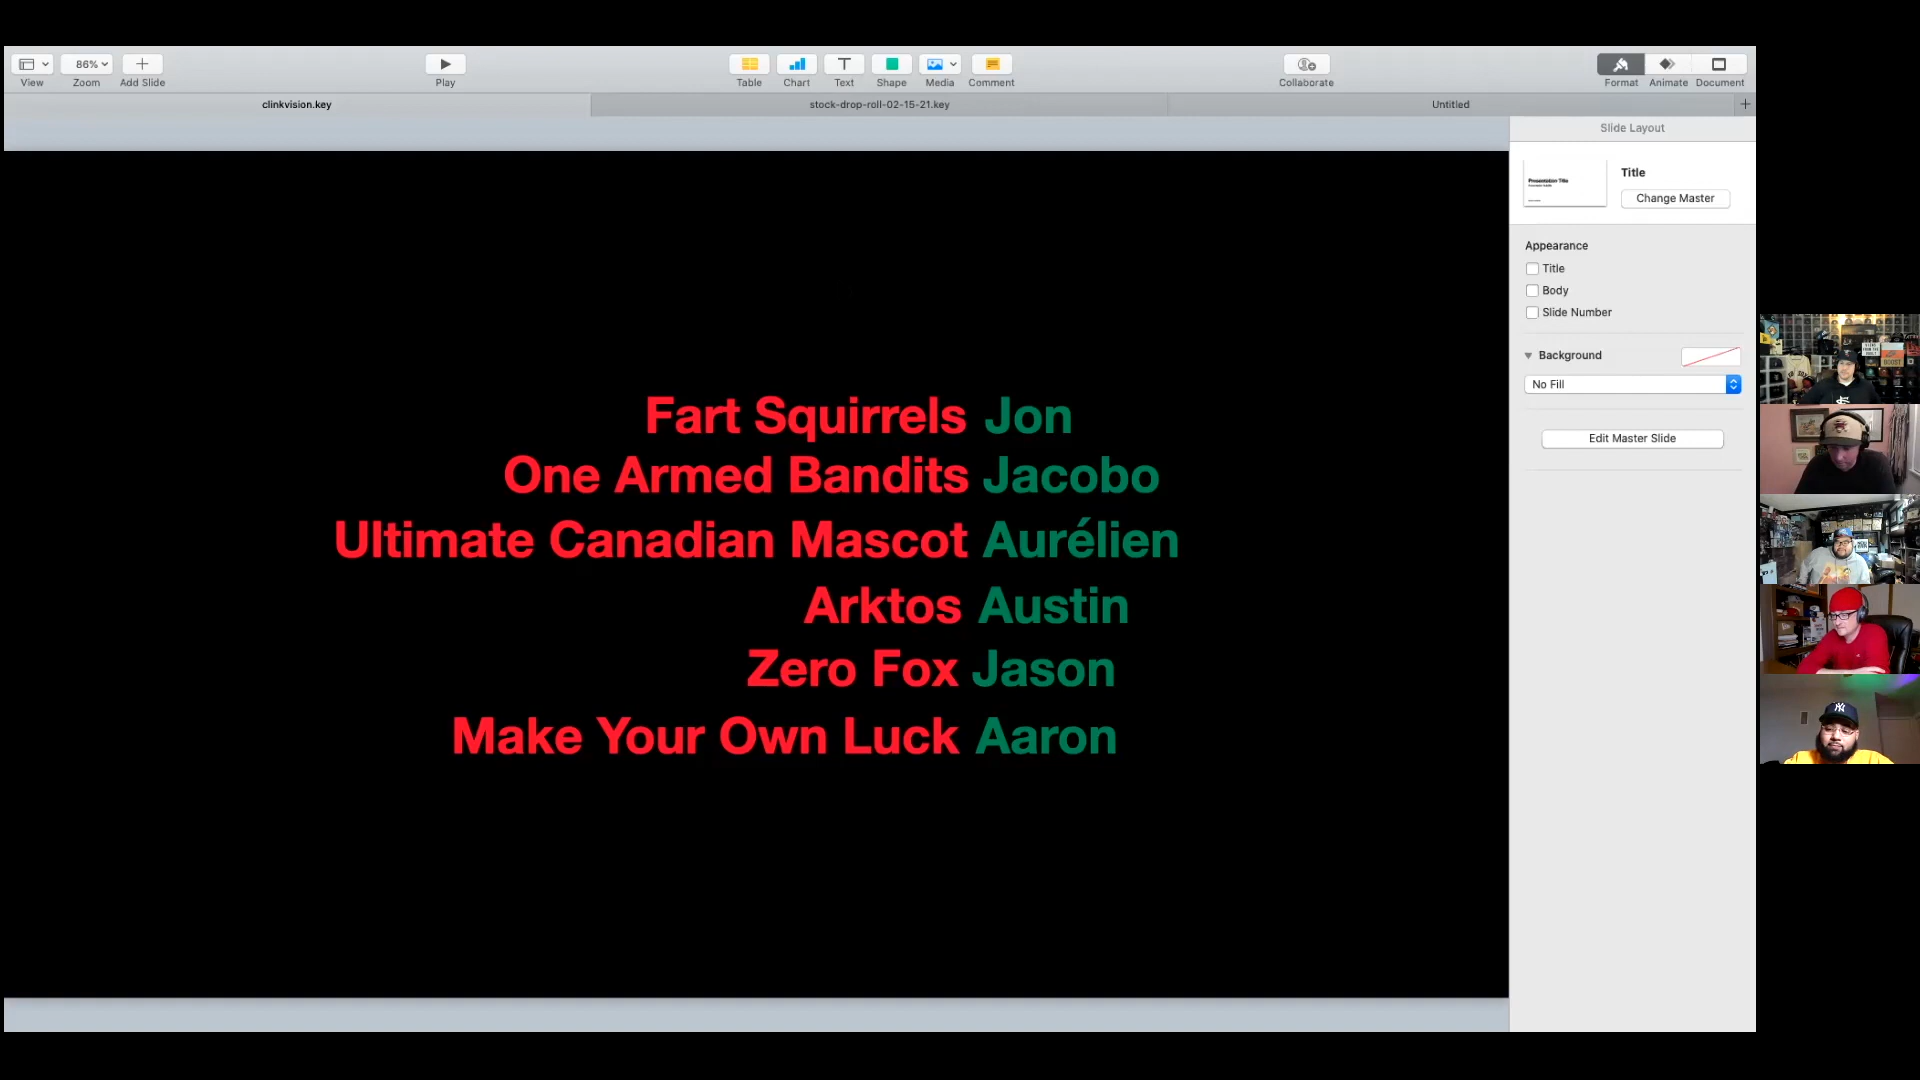 View
86%
Zoom
Add Slide
Play
Table
Chart
Text
Shape
Media
Comment
Collaborate
Format
Animate
Document
clinkvision.key
stock-drop-roll-02-15-21.key
Untitled
Slide Layout
Presentation Title
Title
Change Master
Appearance
Title
Body
Slide Number
Background
No Fill
Edit Master Slide
Fart Squirrels Jon
One Armed Bandits Jacobo
Ultimate Canadian Mascot Aurélien
Arktos Austin
Zero Fox Jason
Make Your Own Luck Aaron